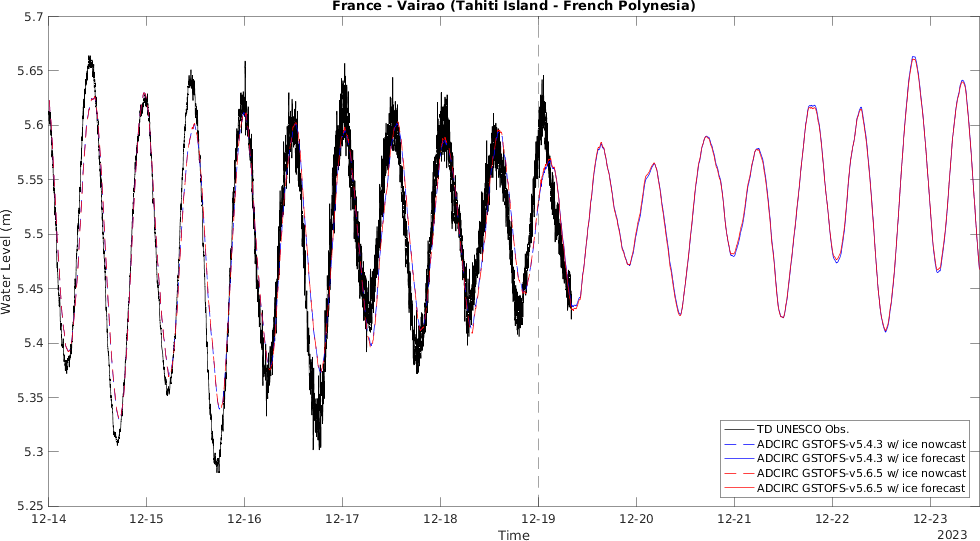 France - Vairao (Tahiti Island - French Polynesia)
5.7
5.65
5.6
5.55
5.5
5.45
5.4
5.35
5.3
5.25
Water Level (m)
12-14
12-15
12-16
12-17
12-18
12-19
12-20
12-21
12-22
12-23
Time
2023
TD UNESCO Obs.
ADCIRC GSTOFS-v5.4.3 w/ ice nowcast
ADCIRC GSTOFS-v5.4.3 w/ ice forecast
ADCIRC GSTOFS-v5.6.5 w/ ice nowcast
ADCIRC GSTOFS-v5.6.5 w/ ice forecast